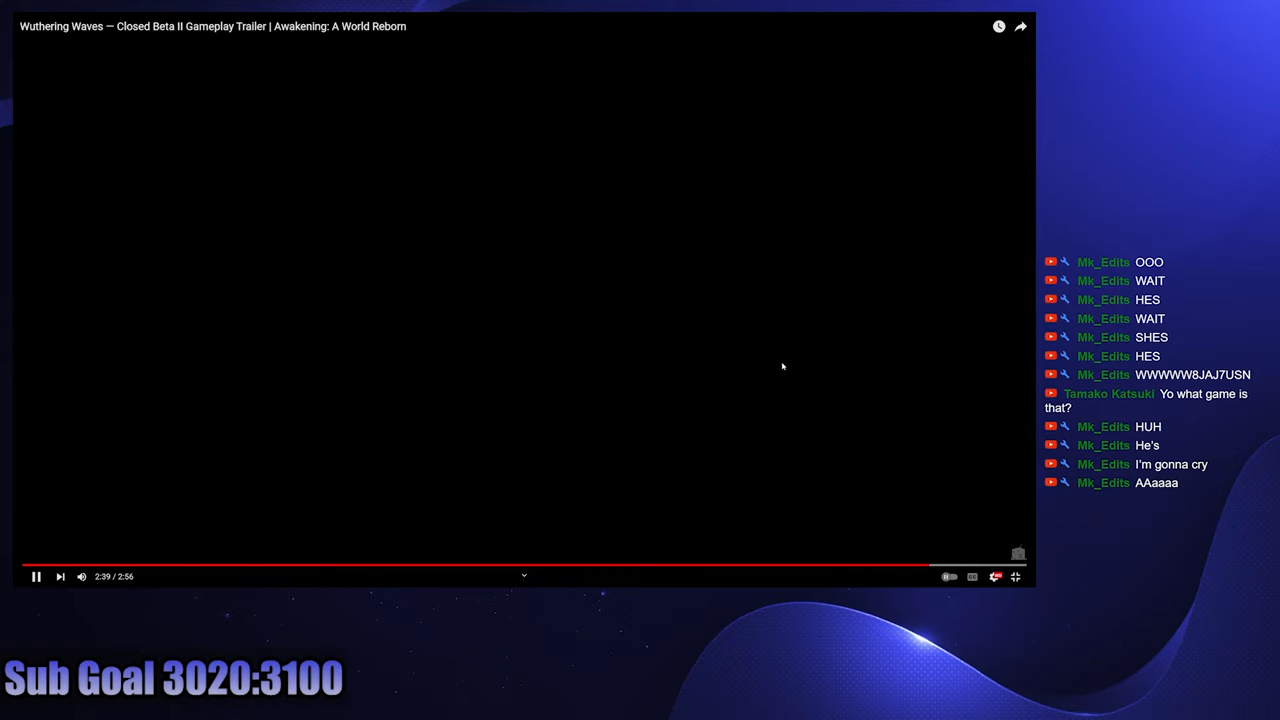 Wuthering Waves — Closed Beta II Gameplay Trailer | Awakening: A World Reborn
Mk_Edits OOO
Mk_Edits WAIT
Mk_Edits HES
Mk_Edits WAIT
Mk_Edits SHES
Mk_Edits HES
Mk_Edits WWWWW8JAJ7USN
Tamako Katsuki Yo what game is
that?
Mk_Edits HUH
Mk_Edits He's
Mk_Edits I'm gonna cry
Mk_Edits AAaaaa
2:39 / 2:56
Sub Goal 3020:3100